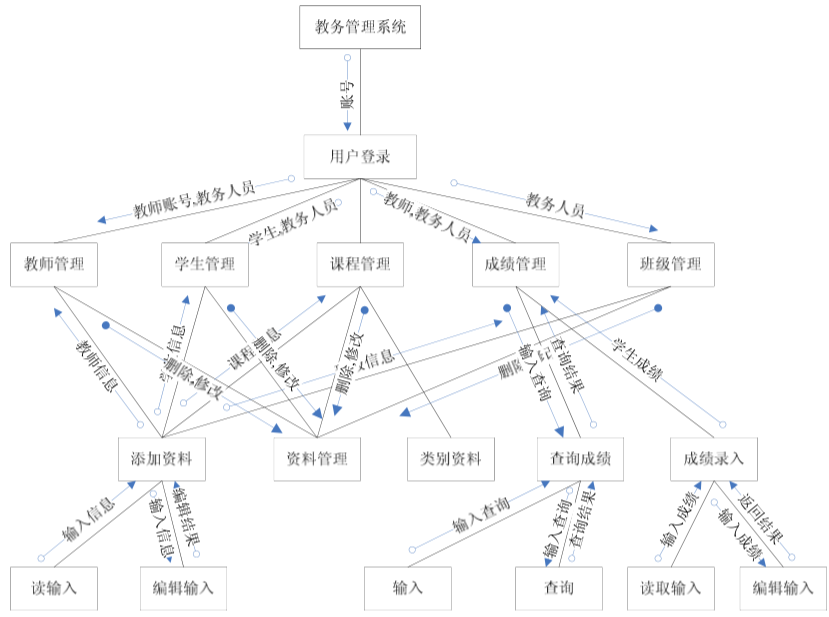 教务管理系统
账号
用户登录
教师账号,教务人员
学生,教务人员
教师,教务人员
教务人员
教师管理
学生管理
课程管理
成绩管理
班级管理
教师信息
信息
删除,修改
课程 息
删除,修改
删除,修改
信息
删除
输入查询
查询结果
学生成绩
添加资料
资料管理
类别资料
查询成绩
成绩录入
输入信息
输入信息
编辑结果
输入查询
输入查询
查询结果
输入成绩
输入成绩
返回结果
读输入
编辑输入
输入
查询
读取输入
编辑输入